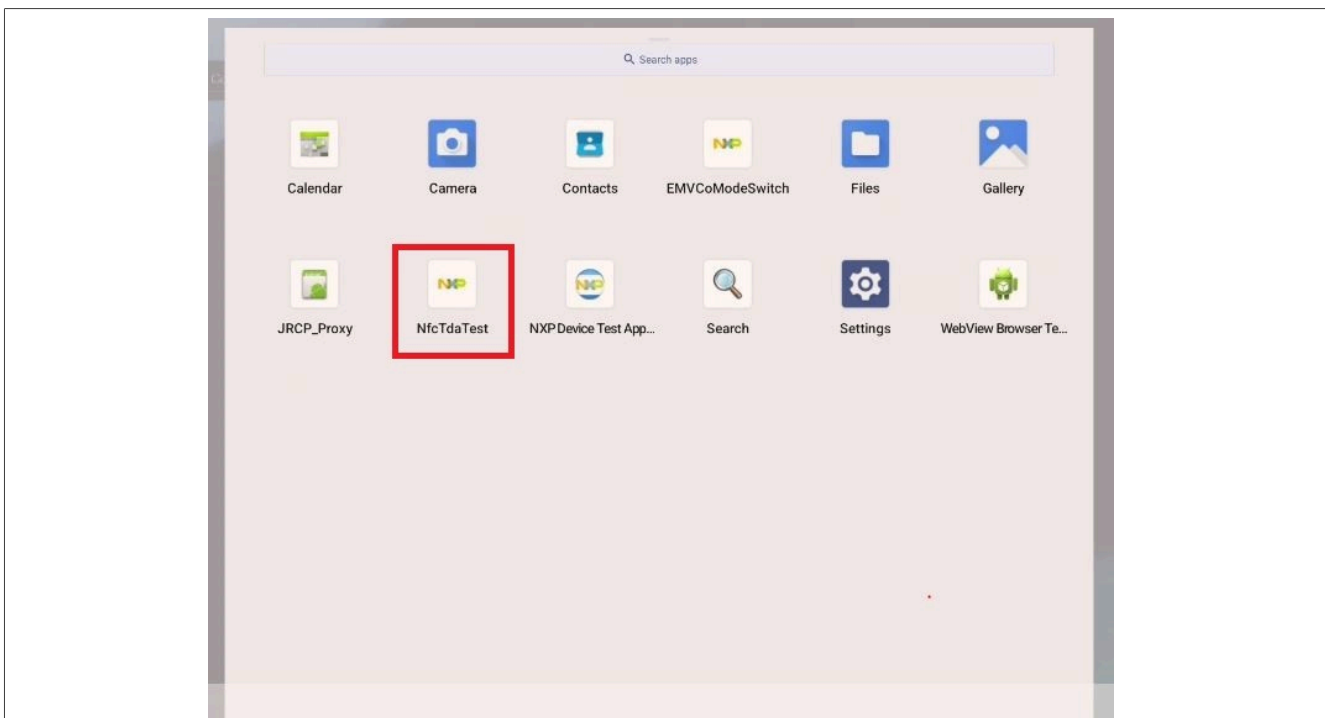 Search apps
NXP
Calendar
Camera
Contacts
EMVCoModeSwitch
Files
Gallery
NXP
NXP
JRCP_Proxy
NfcTdaTest
NXP Device Test App...
Search
Settings
WebView Browser Te...